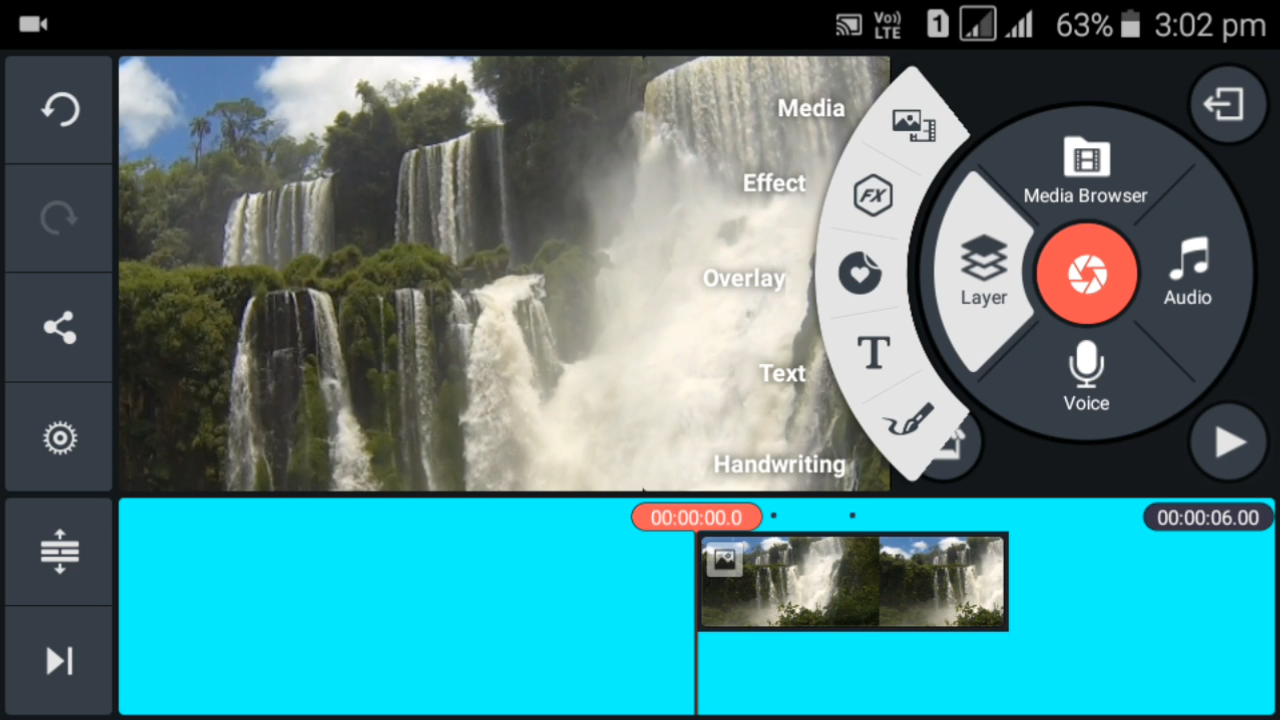 Vo))
LTE
1
63%
3:02 pm
Media
Effect
FX
Overlay
T
Text
Handwriting
Media Browser
Layer
Audio
Voice
00:00:00.0
00:00:06.00